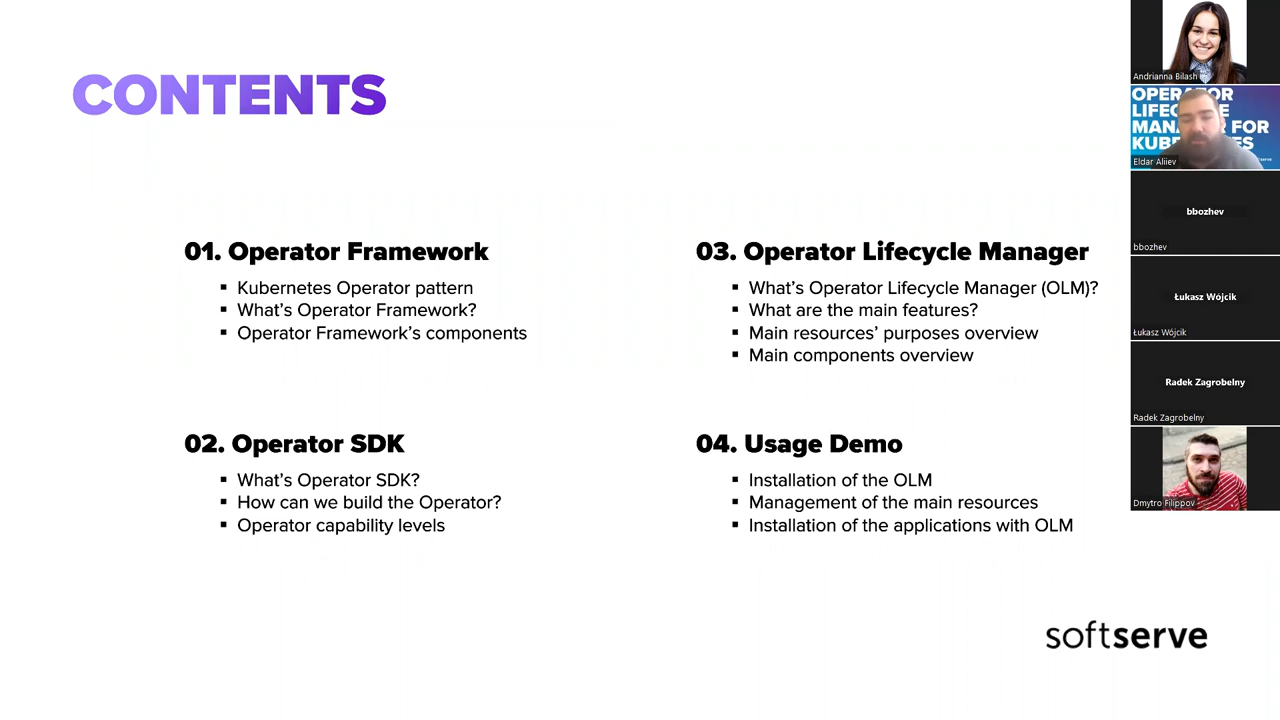 CONTENTS
01. Operator Framework
▪ Kubernetes Operator pattern
▪ What's Operator Framework?
▪ Operator Framework's components
02. Operator SDK
▪ What's Operator SDK?
▪ How can we build the Operator?
▪ Operator capability levels
03. Operator Lifecycle Manager
▪ What's Operator Lifecycle Manager (OLM)?
▪ What are the main features?
▪ Main resources' purposes overview
▪ Main components overview
04. Usage Demo
▪ Installation of the OLM
▪ Management of the main resources
▪ Installation of the applications with OLM
softserve
Andrianna Bilash
FOR
Eldar Aliiev
bbozhev
bbozhev
Łukasz Wójcik
Łukasz Wójcik
Radek Zagrobelny
Radek Zagrobelny
Dmytro Filippov